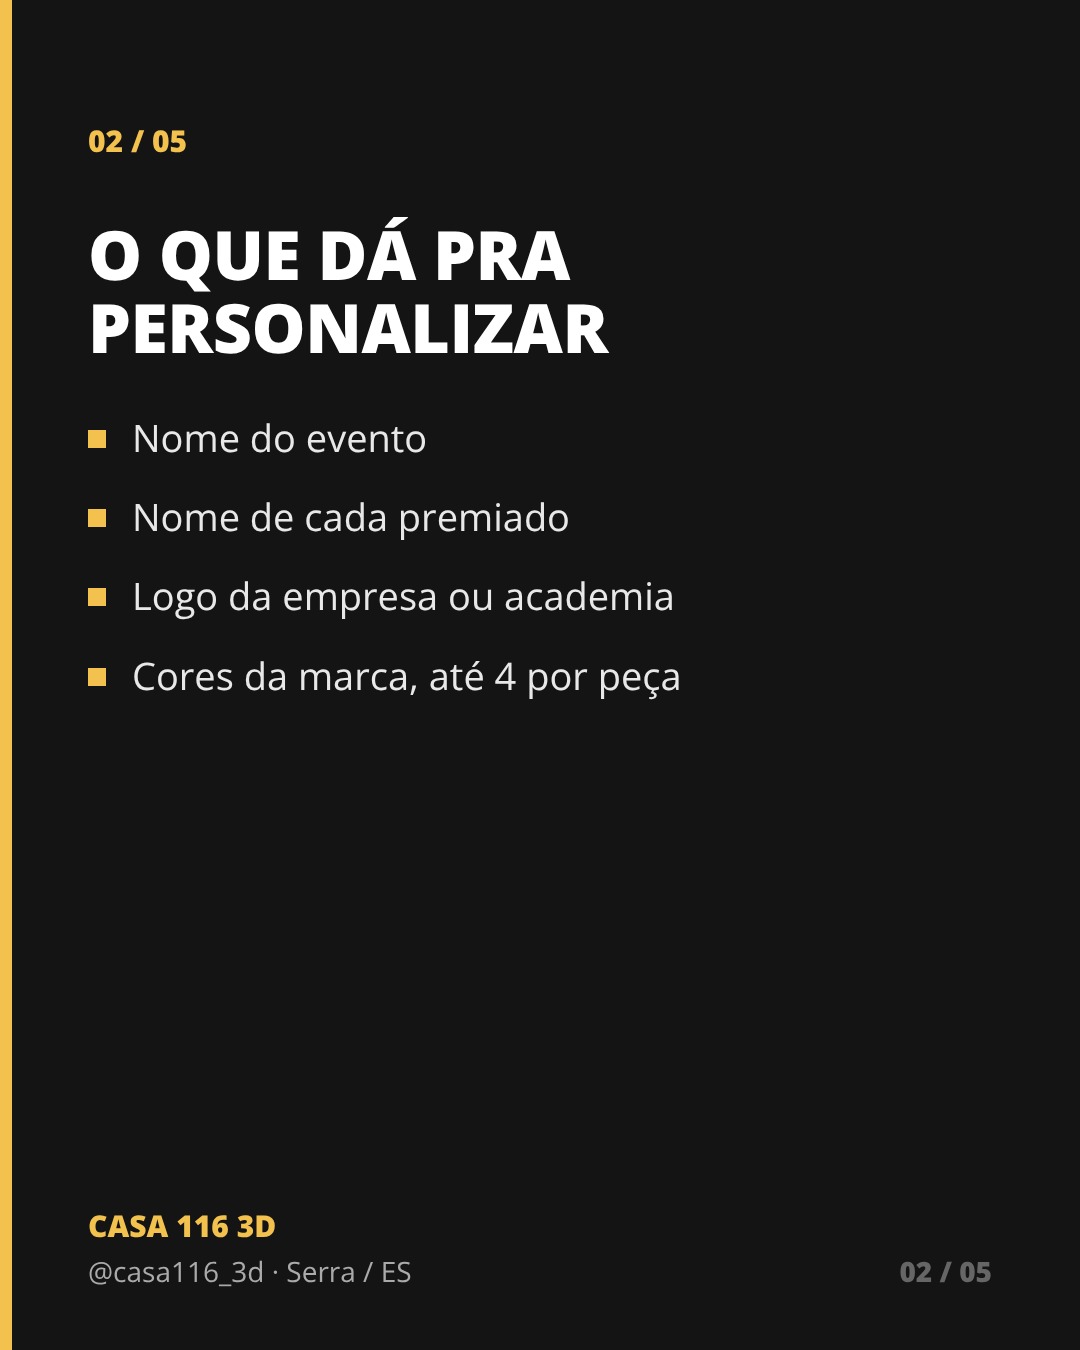 02 / 05
O QUE DÁ PRA
PERSONALIZAR
Nome do evento
Nome de cada premiado
Logo da empresa ou academia
Cores da marca, até 4 por peça
CASA 116 3D
@casa116_3d · Serra / ES
02 / 05